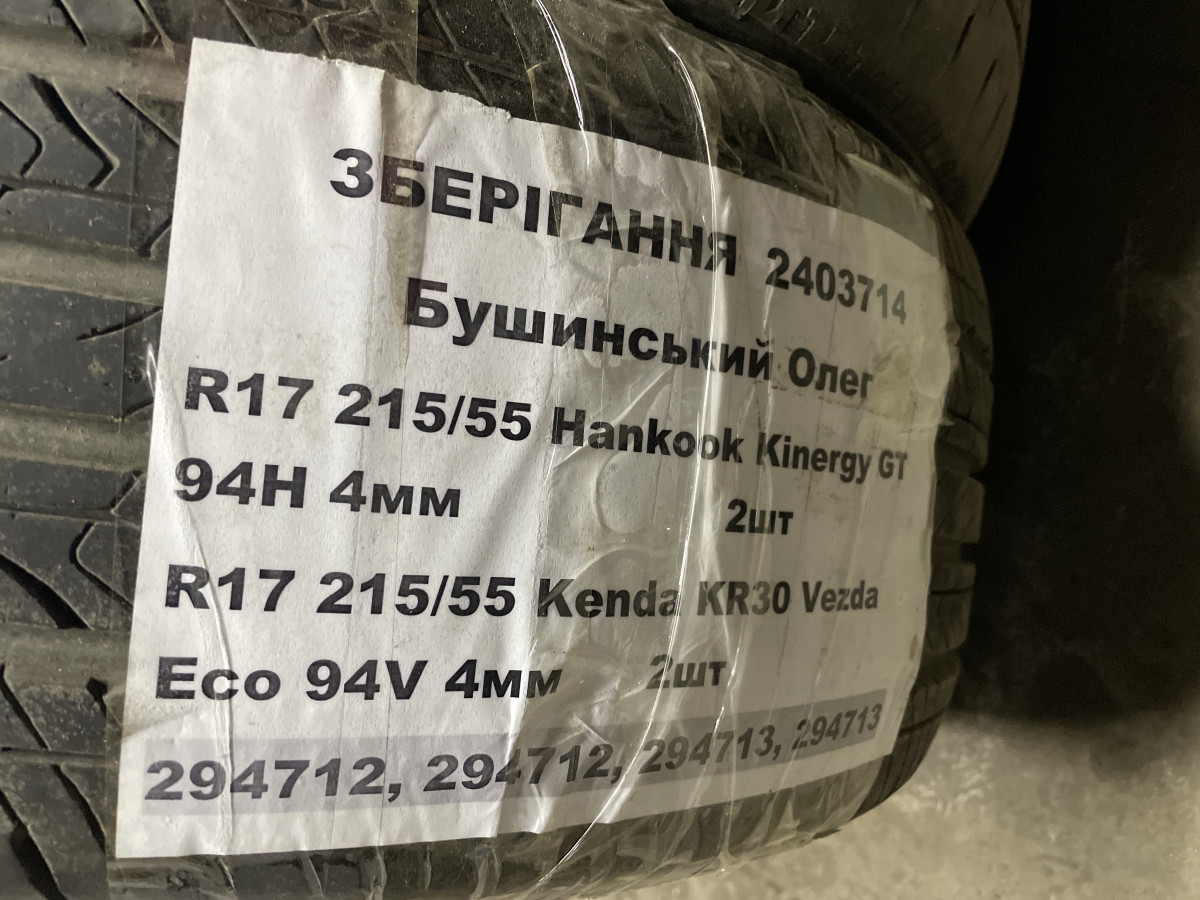 ЗБЕРІГАННЯ 2403714
Бушинський Олег
R17 215/55 Hankook Kinergy GT
94H 4мм 2шт
R17 215/55 Kenda KR30 Vezda
Eco 94V 4мм 2шт
294712, 294712, 294713, 294713